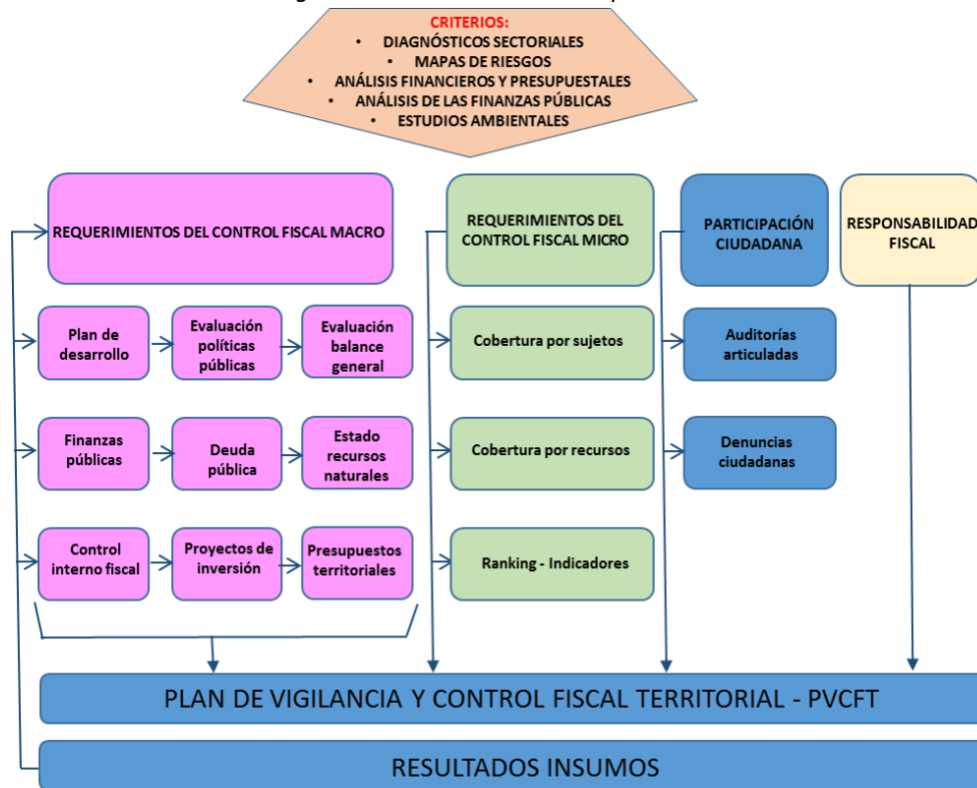 CRITERIOS:
• DIAGNÓSTICOS SECTORIALES
• MAPAS DE RIESGOS
• ANÁLISIS FINANCIEROS Y PRESUPUESTALES
• ANÁLISIS DE LAS FINANZAS PÚBLICAS
• ESTUDIOS AMBIENTALES
REQUERIMIENTOS DEL CONTROL FISCAL MACRO
REQUERIMIENTOS DEL
CONTROL FISCAL MICRO
PARTICIPACIÓN
CIUDADANA
RESPONSABILIDAD
FISCAL
Plan de
desarrollo
Evaluación
políticas
públicas
Evaluación
balance
general
Cobertura por sujetos
Auditorías
articuladas
Finanzas
públicas
Deuda
pública
Estado
recursos
naturales
Cobertura por recursos
Denuncias
ciudadanas
Control
interno fiscal
Proyectos de
inversión
Presupuestos
territoriales
Ranking - Indicadores
PLAN DE VIGILANCIA Y CONTROL FISCAL TERRITORIAL - PVCFT
RESULTADOS INSUMOS